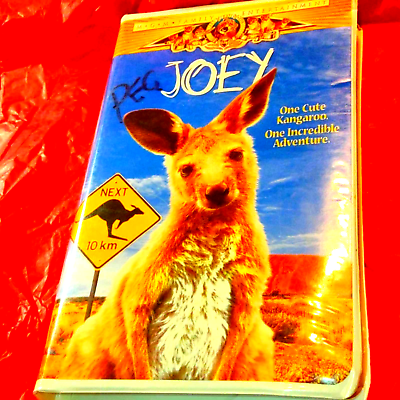 JOEY
One Cute
Kangaroo.
One Incredible
Adventure.
NEXT
10 km